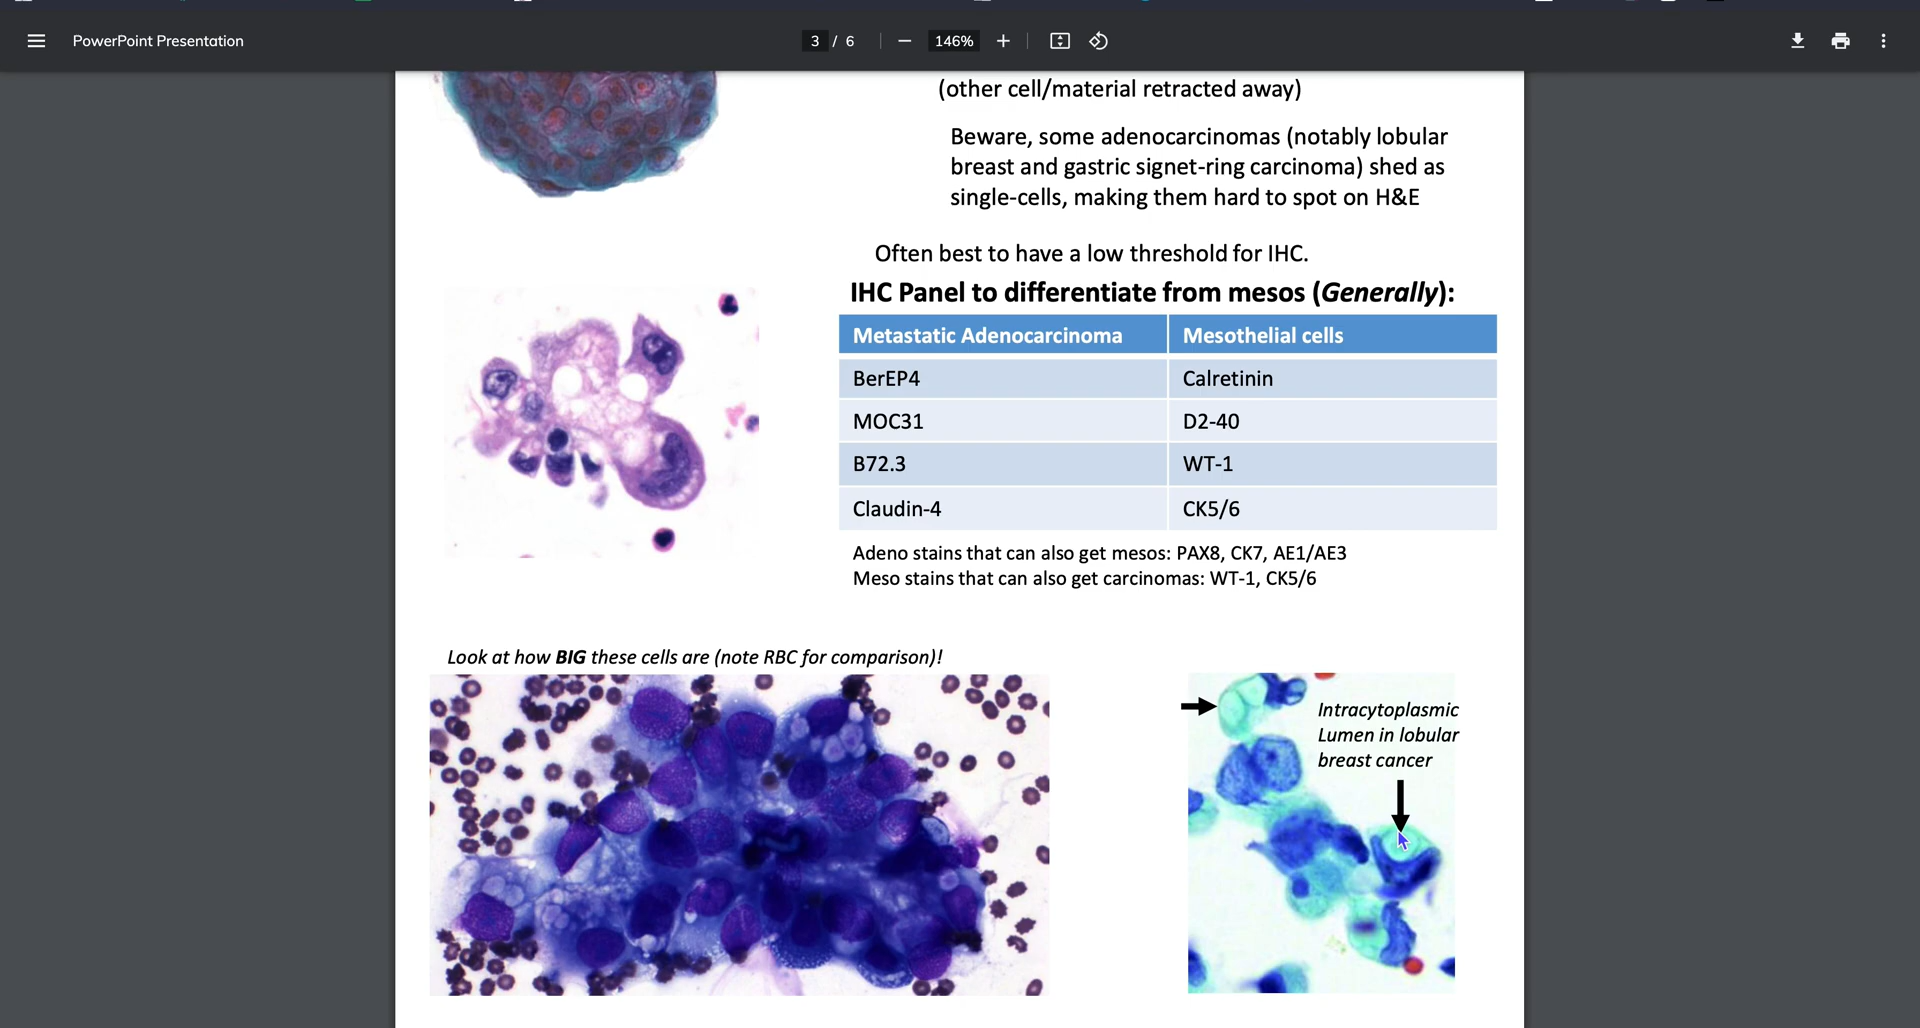 PowerPoint Presentation
3 / 6
146%
(other cell/material retracted away)
Beware, some adenocarcinomas (notably lobular
breast and gastric signet-ring carcinoma) shed as
single-cells, making them hard to spot on H&E
Often best to have a low threshold for IHC.
IHC Panel to differentiate from mesos (Generally):
Metastatic Adenocarcinoma Mesothelial cells
BerEP4 Calretinin
MOC31 D2-40
B72.3 WT-1
Claudin-4 CK5/6
Adeno stains that can also get mesos: PAX8, CK7, AE1/AE3
Meso stains that can also get carcinomas: WT-1, CK5/6
Look at how BIG these cells are (note RBC for comparison)!
Intracytoplasmic
Lumen in lobular
breast cancer